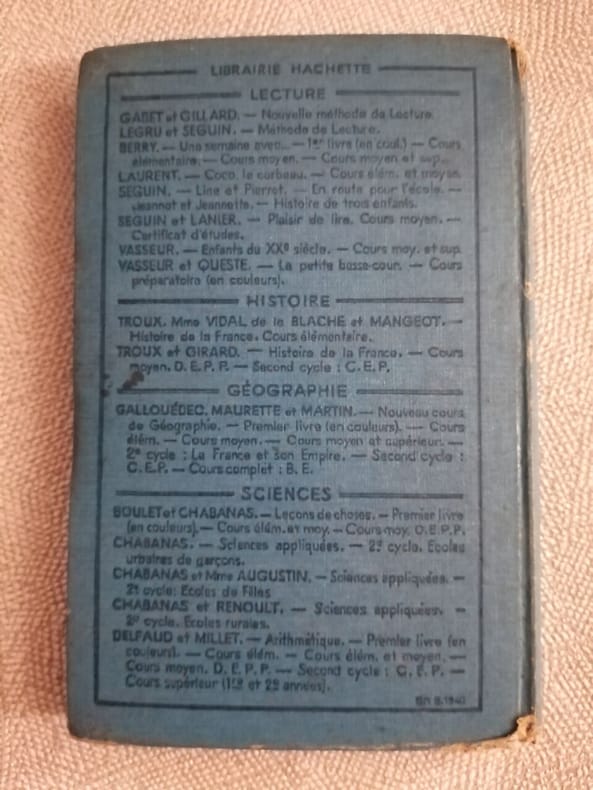 LIBRAIRIE HACHETTE
LECTURE
GABET et GILLARD. — Nouvelle méthode de Lecture.
LEGRU et SEGUIN. — Méthode de Lecture.
BERRY. — Une semaine avec... — 1er livre (en coul.) — Cours
élémentaire. — Cours moyen. — Cours moyen et sup.
LAURENT. — Coco, le corbeau. — Cours élém. et moyen.
SEGUIN. — Line et Pierrot. — En route pour l'école. —
Jeannot et Jeannette. — Histoire de trois enfants.
SEGUIN et LANIER. — Plaisir de lire. Cours moyen. —
Certificat d'études.
VASSEUR. — Enfants du XXe siècle. — Cours moy. et sup.
VASSEUR et QUESTE. — La petite basse-cour. — Cours
préparatoire (en couleurs).
HISTOIRE
TROUX, Mme VIDAL de la BLACHE et MANGEOT. —
Histoire de la France. Cours élémentaire.
TROUX et GIRARD. — Histoire de la France. — Cours
moyen. D. E. P. P. — Second cycle : C. E. P.
GÉOGRAPHIE
GALLOUÉDEC, MAURETTE et MARTIN. — Nouveau cours
de Géographie. — Premier livre (en couleurs). — Cours
élém. — Cours moyen. — Cours moyen et supérieur. —
2e cycle : La France et son Empire. — Second cycle :
C. E. P. — Cours complet : B. E.
SCIENCES
BOULET et CHABANAS. — Leçons de choses. — Premier livre
(en couleurs). — Cours élém. et moy. — Cours moy. D.E.P.P.
CHABANAS. — Sciences appliquées. — 2e cycle. Ecoles
urbaines de garçons.
CHABANAS et Mme AUGUSTIN. — Sciences appliquées. —
2e cycle: Ecoles de Filles
CHABANAS et RENOULT. — Sciences appliquées. —
2e cycle. Ecoles rurales.
DELFAUD et MILLET. — Arithmétique. — Premier livre (en
couleurs). — Cours élém. — Cours élém. et moyen. —
Cours moyen. D. E. P. P. — Second cycle : C. E. P. —
Cours supérieur (1re et 2e années).
1940